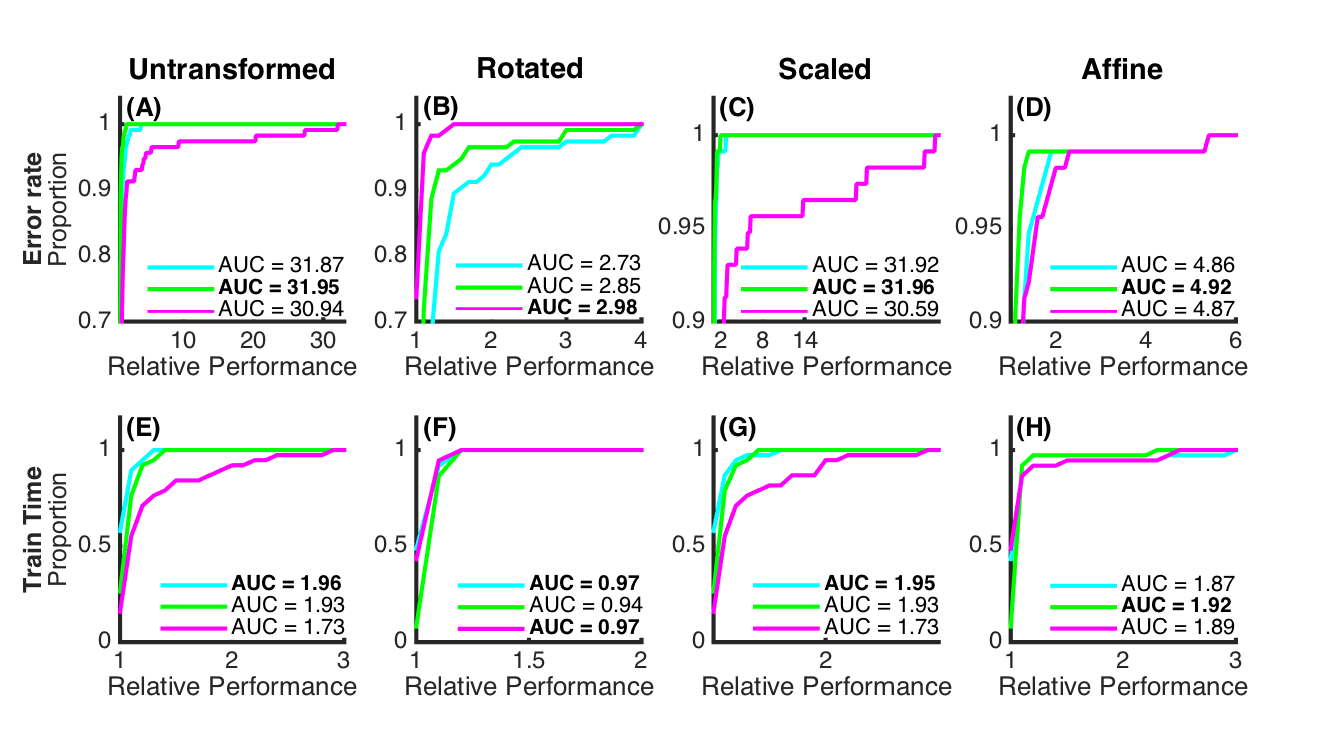 Untransformed
Rotated
Scaled
Affine
Error rate
Proportion
(A)
1
0.9
0.8
0.7
AUC = 31.87
AUC = 31.95
AUC = 30.94
10 20 30
Relative Performance
(B)
1
0.9
0.8
0.7
AUC = 2.73
AUC = 2.85
AUC = 2.98
1 2 3 4
Relative Performance
(C)
1
0.95
0.9
AUC = 31.92
AUC = 31.96
AUC = 30.59
2 8 14
Relative Performance
(D)
1
0.95
0.9
AUC = 4.86
AUC = 4.92
AUC = 4.87
2 4 6
Relative Performance
Train Time
Proportion
(E)
1
0.5
0
AUC = 1.96
AUC = 1.93
AUC = 1.73
1 2 3
Relative Performance
(F)
1
0.5
0
AUC = 0.97
AUC = 0.94
AUC = 0.97
1 1.5 2
Relative Performance
(G)
1
0.5
0
AUC = 1.95
AUC = 1.93
AUC = 1.73
2
Relative Performance
(H)
1
0.5
0
AUC = 1.87
AUC = 1.92
AUC = 1.89
1 2 3
Relative Performance